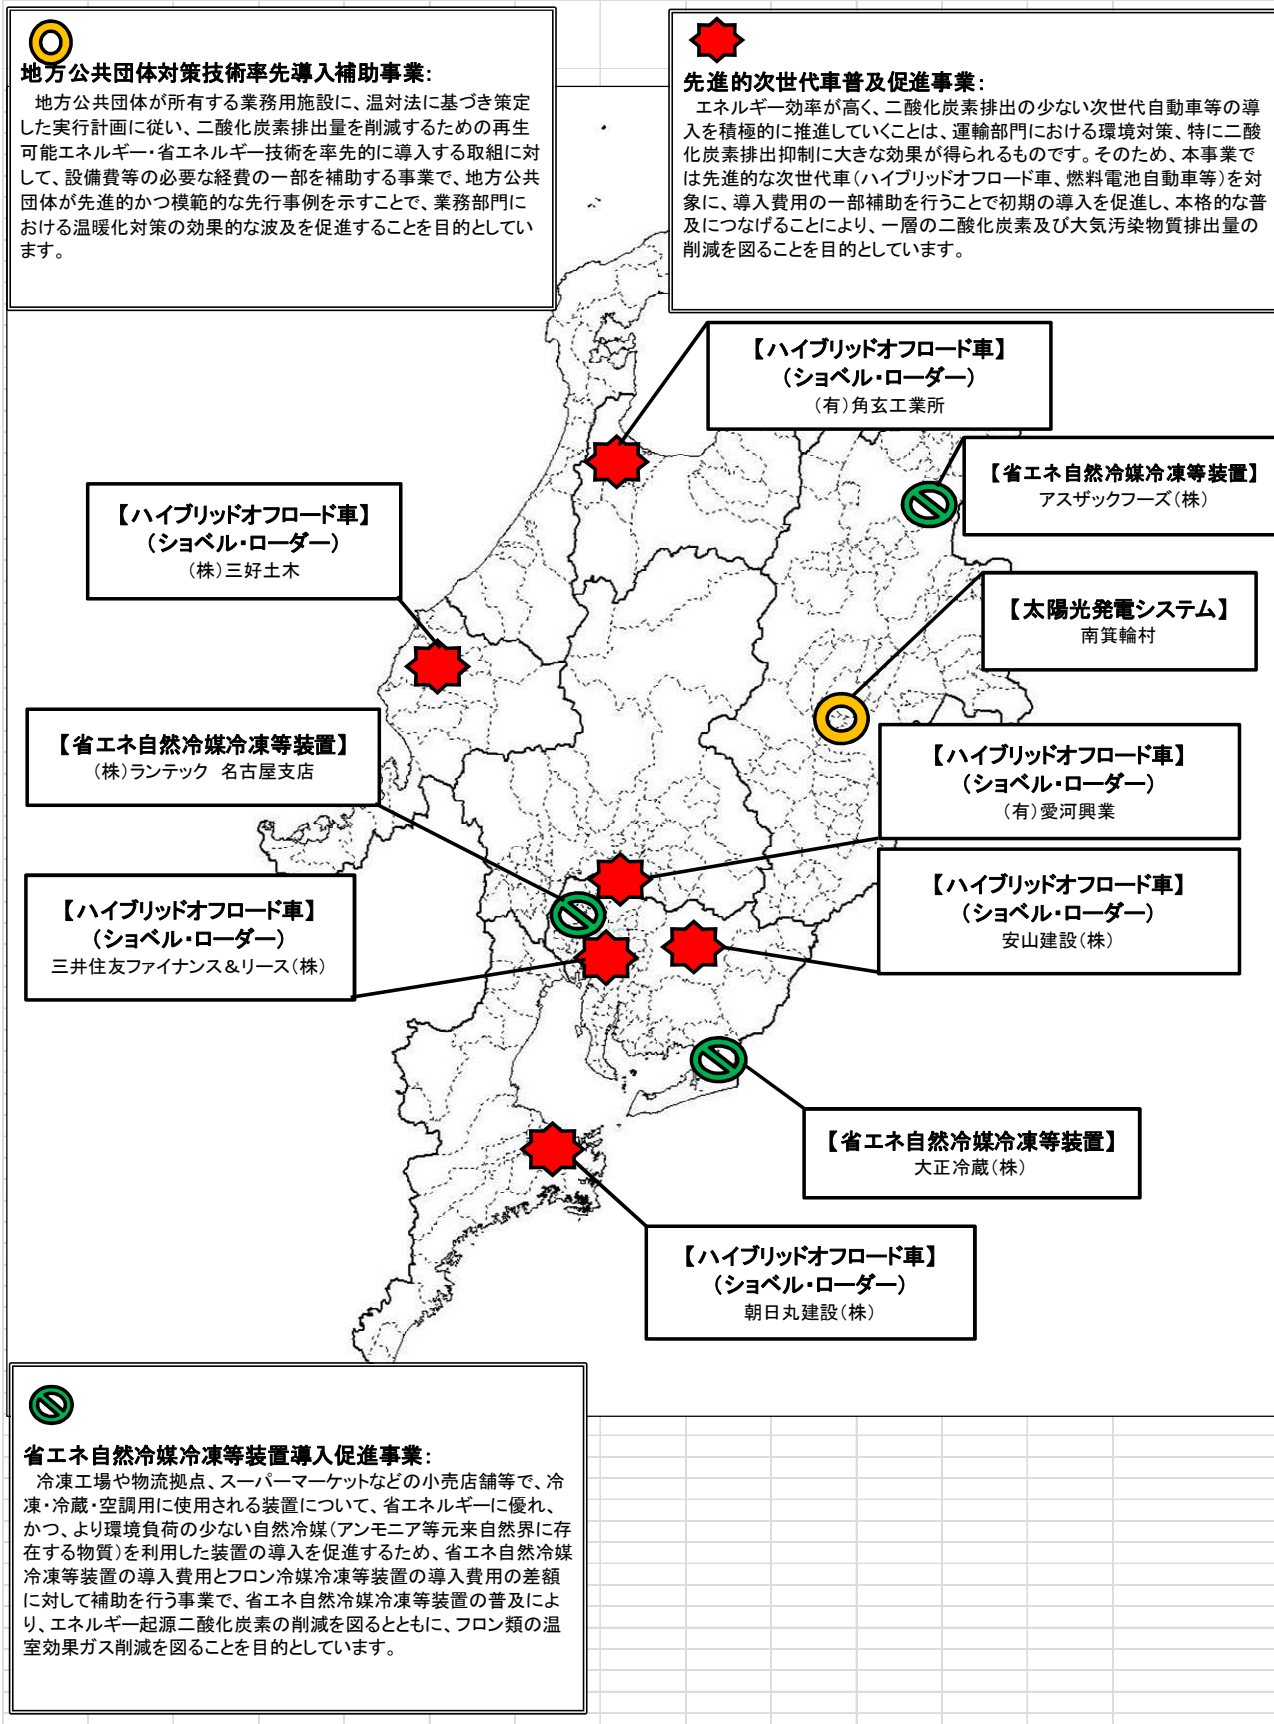 地方公共団体対策技術率先導入補助事業:
地方公共団体が所有する業務用施設に、温対法に基づき策定
した実行計画に従い、二酸化炭素排出量を削減するための再生
可能エネルギー・省エネルギー技術を率先的に導入する取組に対
して、設備費等の必要な経費の一部を補助する事業で、地方公共
団体が先進的かつ模範的な先行事例を示すことで、業務部門に
おける温暖化対策の効果的な波及を促進することを目的としてい
ます。
先進的次世代車普及促進事業:
エネルギー効率が高く、二酸化炭素排出の少ない次世代自動車等の導
入を積極的に推進していくことは、運輸部門における環境対策、特に二酸
化炭素排出抑制に大きな効果が得られるものです。そのため、本事業で
は先進的な次世代車(ハイブリッドオフロード車、燃料電池自動車等)を対
象に、導入費用の一部補助を行うことで初期の導入を促進し、本格的な普
及につなげることにより、一層の二酸化炭素及び大気汚染物質排出量の
削減を図ることを目的としています。
【ハイブリッドオフロード車】
(ショベル・ローダー)
(有)角玄工業所
【省エネ自然冷媒冷凍等装置】
アスザックフーズ(株)
【ハイブリッドオフロード車】
(ショベル・ローダー)
(株)三好土木
【太陽光発電システム】
南箕輪村
【省エネ自然冷媒冷凍等装置】
(株)ランテック 名古屋支店
【ハイブリッドオフロード車】
(ショベル・ローダー)
(有)愛河興業
【ハイブリッドオフロード車】
(ショベル・ローダー)
安山建設(株)
【ハイブリッドオフロード車】
(ショベル・ローダー)
三井住友ファイナンス&リース(株)
【省エネ自然冷媒冷凍等装置】
大正冷蔵(株)
【ハイブリッドオフロード車】
(ショベル・ローダー)
朝日丸建設(株)
省エネ自然冷媒冷凍等装置導入促進事業:
冷凍工場や物流拠点、スーパーマーケットなどの小売店舗等で、冷
凍・冷蔵・空調用に使用される装置について、省エネルギーに優れ、
かつ、より環境負荷の少ない自然冷媒(アンモニア等元来自然界に存
在する物質)を利用した装置の導入を促進するため、省エネ自然冷媒
冷凍等装置の導入費用とフロン冷媒冷凍等装置の導入費用の差額
に対して補助を行う事業で、省エネ自然冷媒冷凍等装置の普及によ
り、エネルギー起源二酸化炭素の削減を図るとともに、フロン類の温
室効果ガス削減を図ることを目的としています。